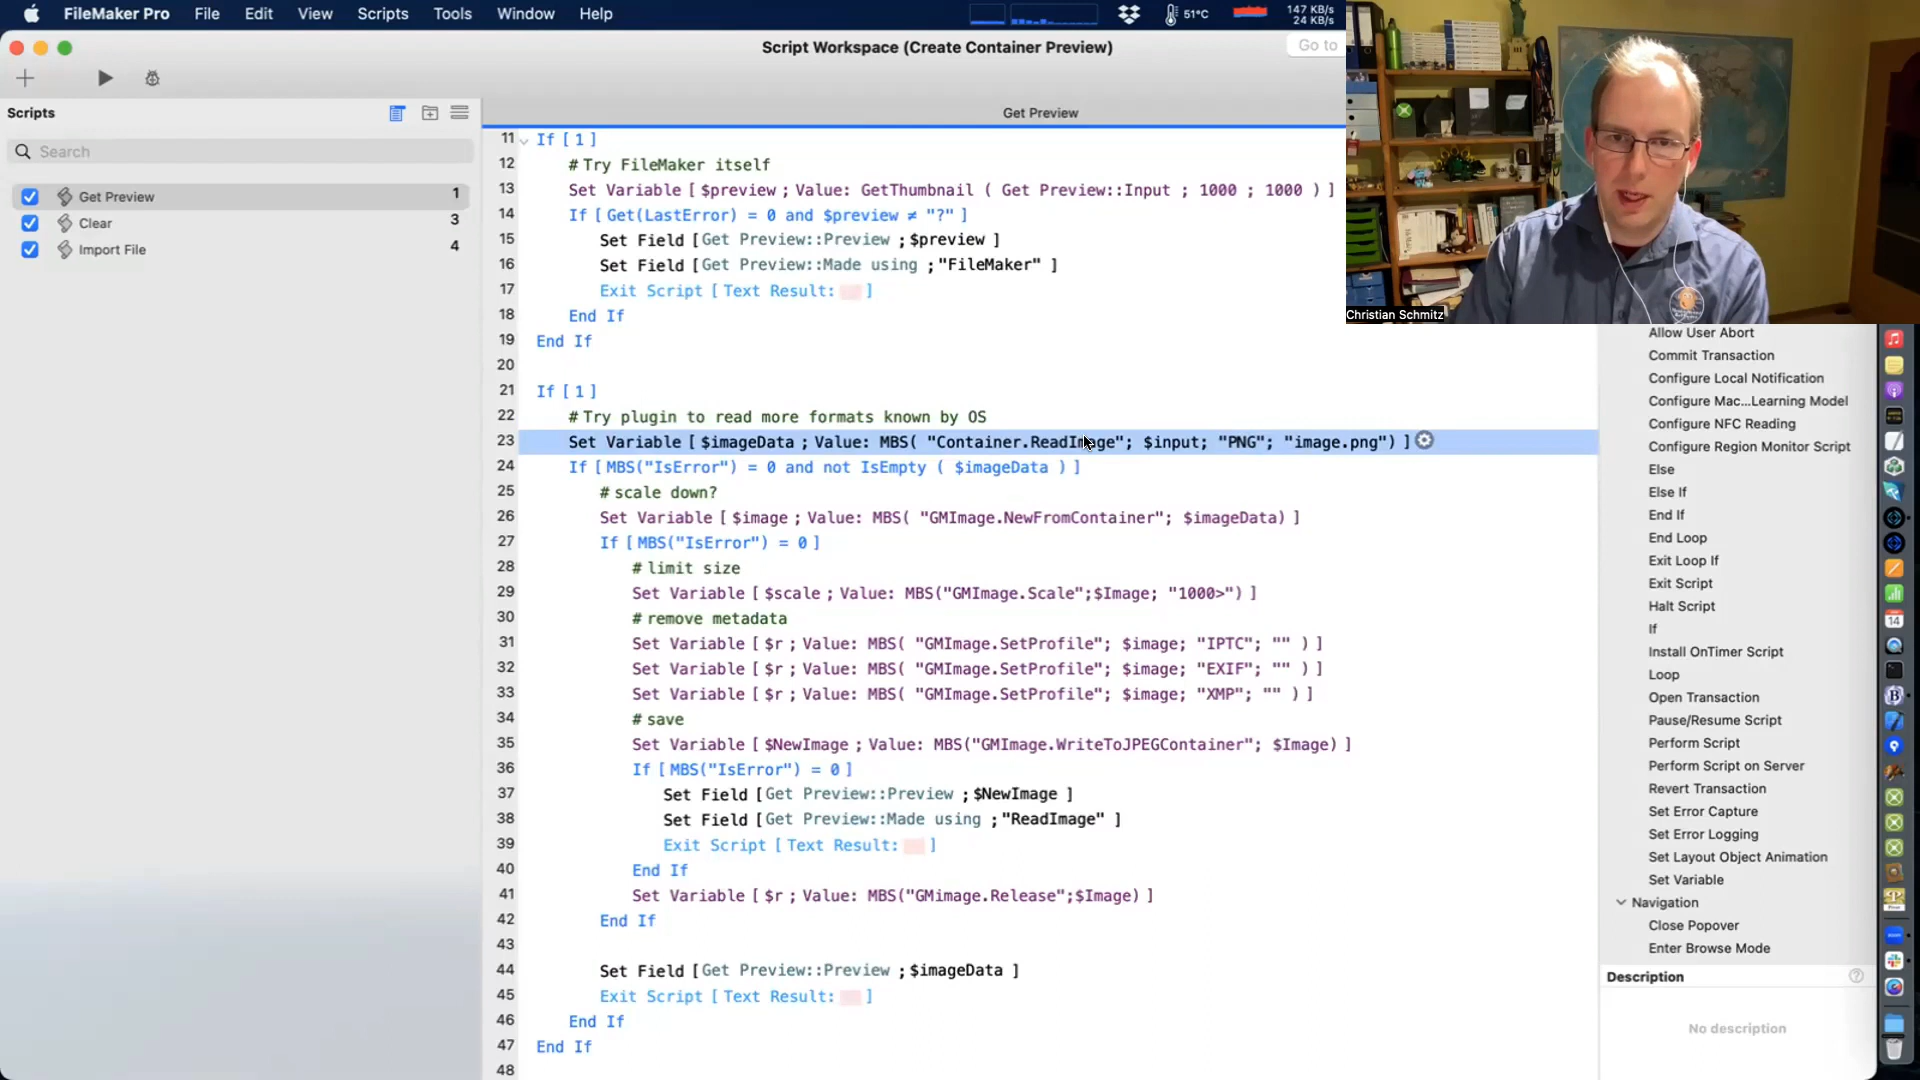 FileMaker Pro File Edit View Scripts Tools Window Help
51°C
147 KB/s
24 KB/s
Script Workspace (Create Container Preview)
Go to
Scripts
Search
Get Preview 1
Clear 3
Import File 4
Get Preview
11 If [ 1 ]
12 # Try FileMaker itself
13 Set Variable [ $preview ; Value: GetThumbnail ( Get Preview::Input ; 1000 ; 1000 ) ]
14 If [ Get(LastError) = 0 and $preview ≠ "?" ]
15 Set Field [ Get Preview::Preview ; $preview ]
16 Set Field [ Get Preview::Made using ; "FileMaker" ]
17 Exit Script [ Text Result: ]
18 End If
19 End If
20
21 If [ 1 ]
22 # Try plugin to read more formats known by OS
23 Set Variable [ $imageData ; Value: MBS( "Container.ReadImage"; $input; "PNG"; "image.png") ]
24 If [ MBS("IsError") = 0 and not IsEmpty ( $imageData ) ]
25 # scale down?
26 Set Variable [ $image ; Value: MBS( "GMImage.NewFromContainer"; $imageData) ]
27 If [ MBS("IsError") = 0 ]
28 # limit size
29 Set Variable [ $scale ; Value: MBS("GMImage.Scale";$Image; "1000>") ]
30 # remove metadata
31 Set Variable [ $r ; Value: MBS( "GMImage.SetProfile"; $image; "IPTC"; "" ) ]
32 Set Variable [ $r ; Value: MBS( "GMImage.SetProfile"; $image; "EXIF"; "" ) ]
33 Set Variable [ $r ; Value: MBS( "GMImage.SetProfile"; $image; "XMP"; "" ) ]
34 # save
35 Set Variable [ $NewImage ; Value: MBS("GMImage.WriteToJPEGContainer"; $Image) ]
36 If [ MBS("IsError") = 0 ]
37 Set Field [ Get Preview::Preview ; $NewImage ]
38 Set Field [ Get Preview::Made using ; "ReadImage" ]
39 Exit Script [ Text Result: ]
40 End If
41 Set Variable [ $r ; Value: MBS("GMimage.Release";$Image) ]
42 End If
43
44 Set Field [ Get Preview::Preview ; $imageData ]
45 Exit Script [ Text Result: ]
46 End If
47 End If
48
Christian Schmitz
Allow User Abort
Commit Transaction
Configure Local Notification
Configure Mac...Learning Model
Configure NFC Reading
Configure Region Monitor Script
Else
Else If
End If
End Loop
Exit Loop If
Exit Script
Halt Script
If
Install OnTimer Script
Loop
Open Transaction
Pause/Resume Script
Perform Script
Perform Script on Server
Revert Transaction
Set Error Capture
Set Error Logging
Set Layout Object Animation
Set Variable
Navigation
Close Popover
Enter Browse Mode
Description
No description
14